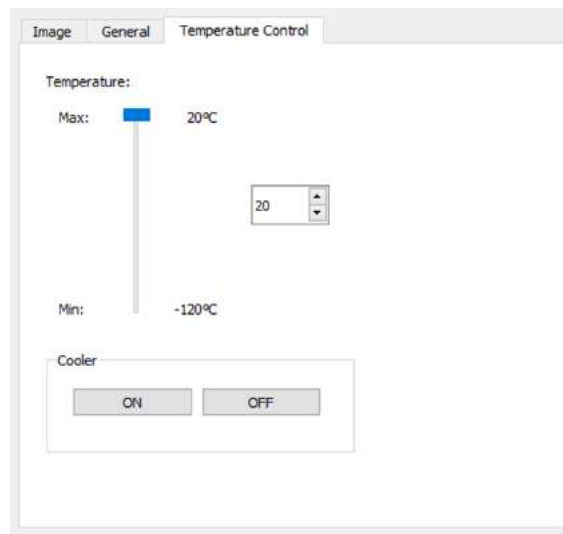 Image General Temperature Control
Temperature:
Max: 20ºC
20
Min: -120ºC
Cooler
ON OFF